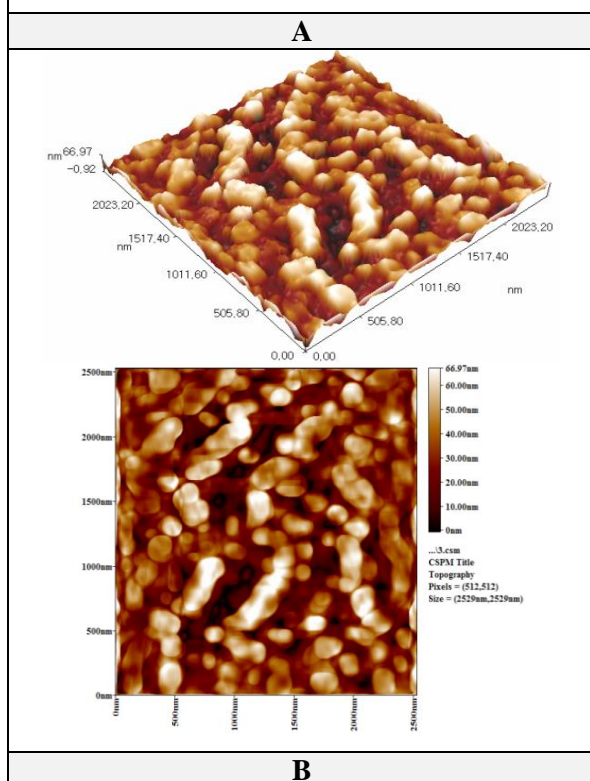 A
nm 66,97
-0,92
2023,20
1517,40
nm
1011,60
505,80
0,00
0,00
505,80
1011,60
1517,40
2023,20
nm
2500nm
2000nm
1500nm
1000nm
500nm
0nm
0nm
500nm
1000nm
1500nm
2000nm
2500nm
66.97nm
60.00nm
50.00nm
40.00nm
30.00nm
20.00nm
10.00nm
0nm
...\3.csm
CSPM Title
Topography
Pixels = (512,512)
Size = (2529nm,2529nm)
B